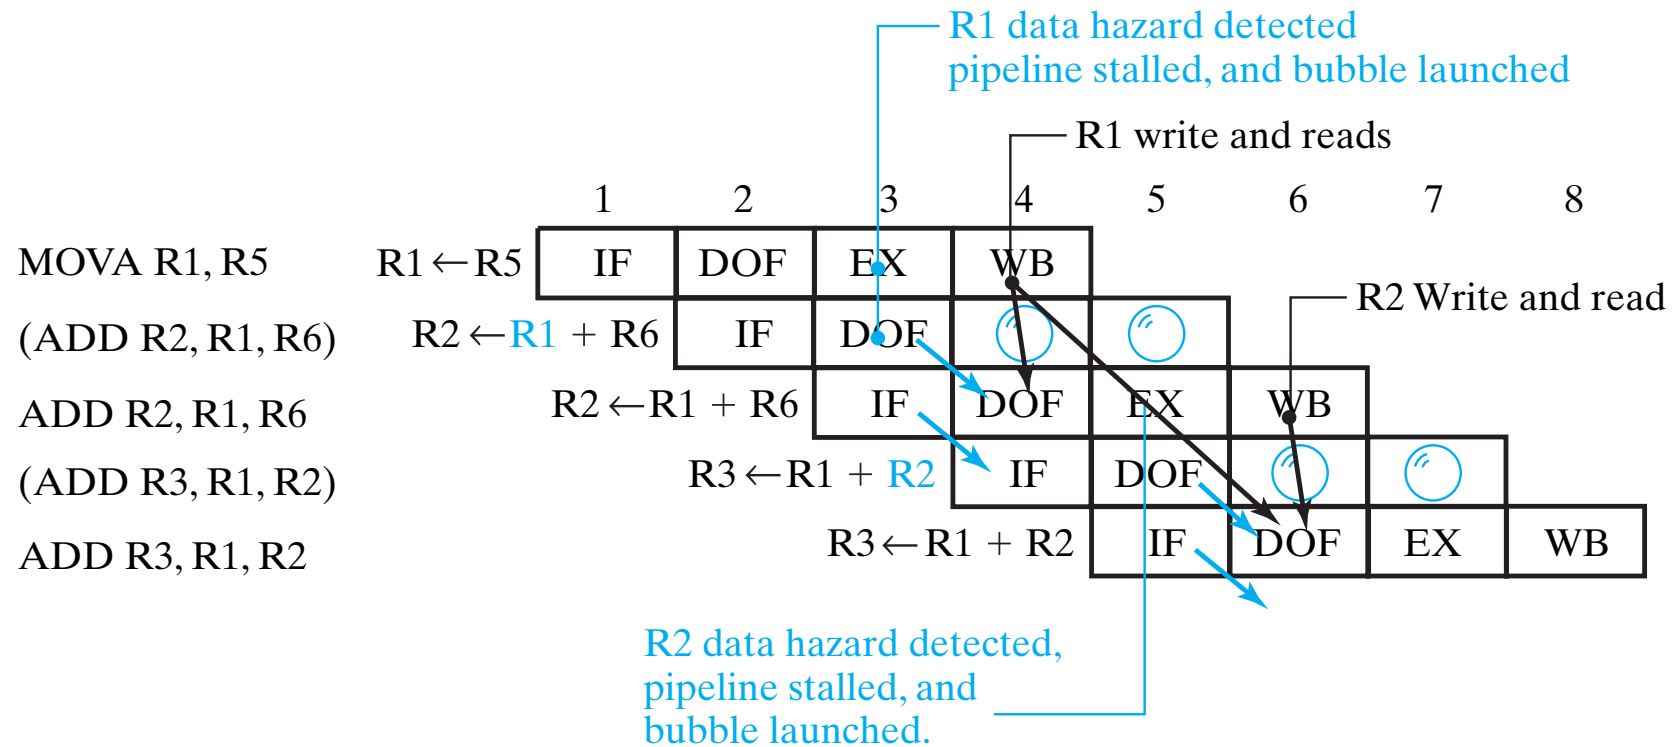 R1 data hazard detected
pipeline stalled, and bubble launched
R1 write and reads
1 2 3 4 5 6 7 8
MOVA R1, R5 R1←R5 IF DOF EX WB
R2 Write and read
(ADD R2, R1, R6) R2←R1 + R6 IF DOF
ADD R2, R1, R6 R2←R1 + R6 IF DOF EX WB
(ADD R3, R1, R2) R3←R1 + R2 IF DOF
ADD R3, R1, R2 R3←R1 + R2 IF DOF EX WB
R2 data hazard detected,
pipeline stalled, and
bubble launched.